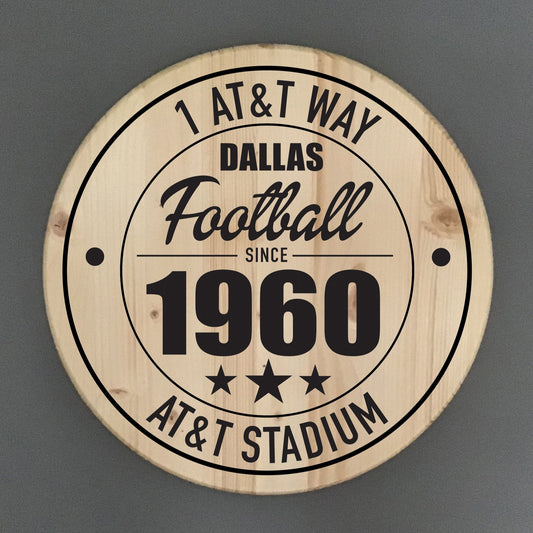 1 AT&T WAY
DALLAS
Football
SINCE
1960
AT&T STADIUM